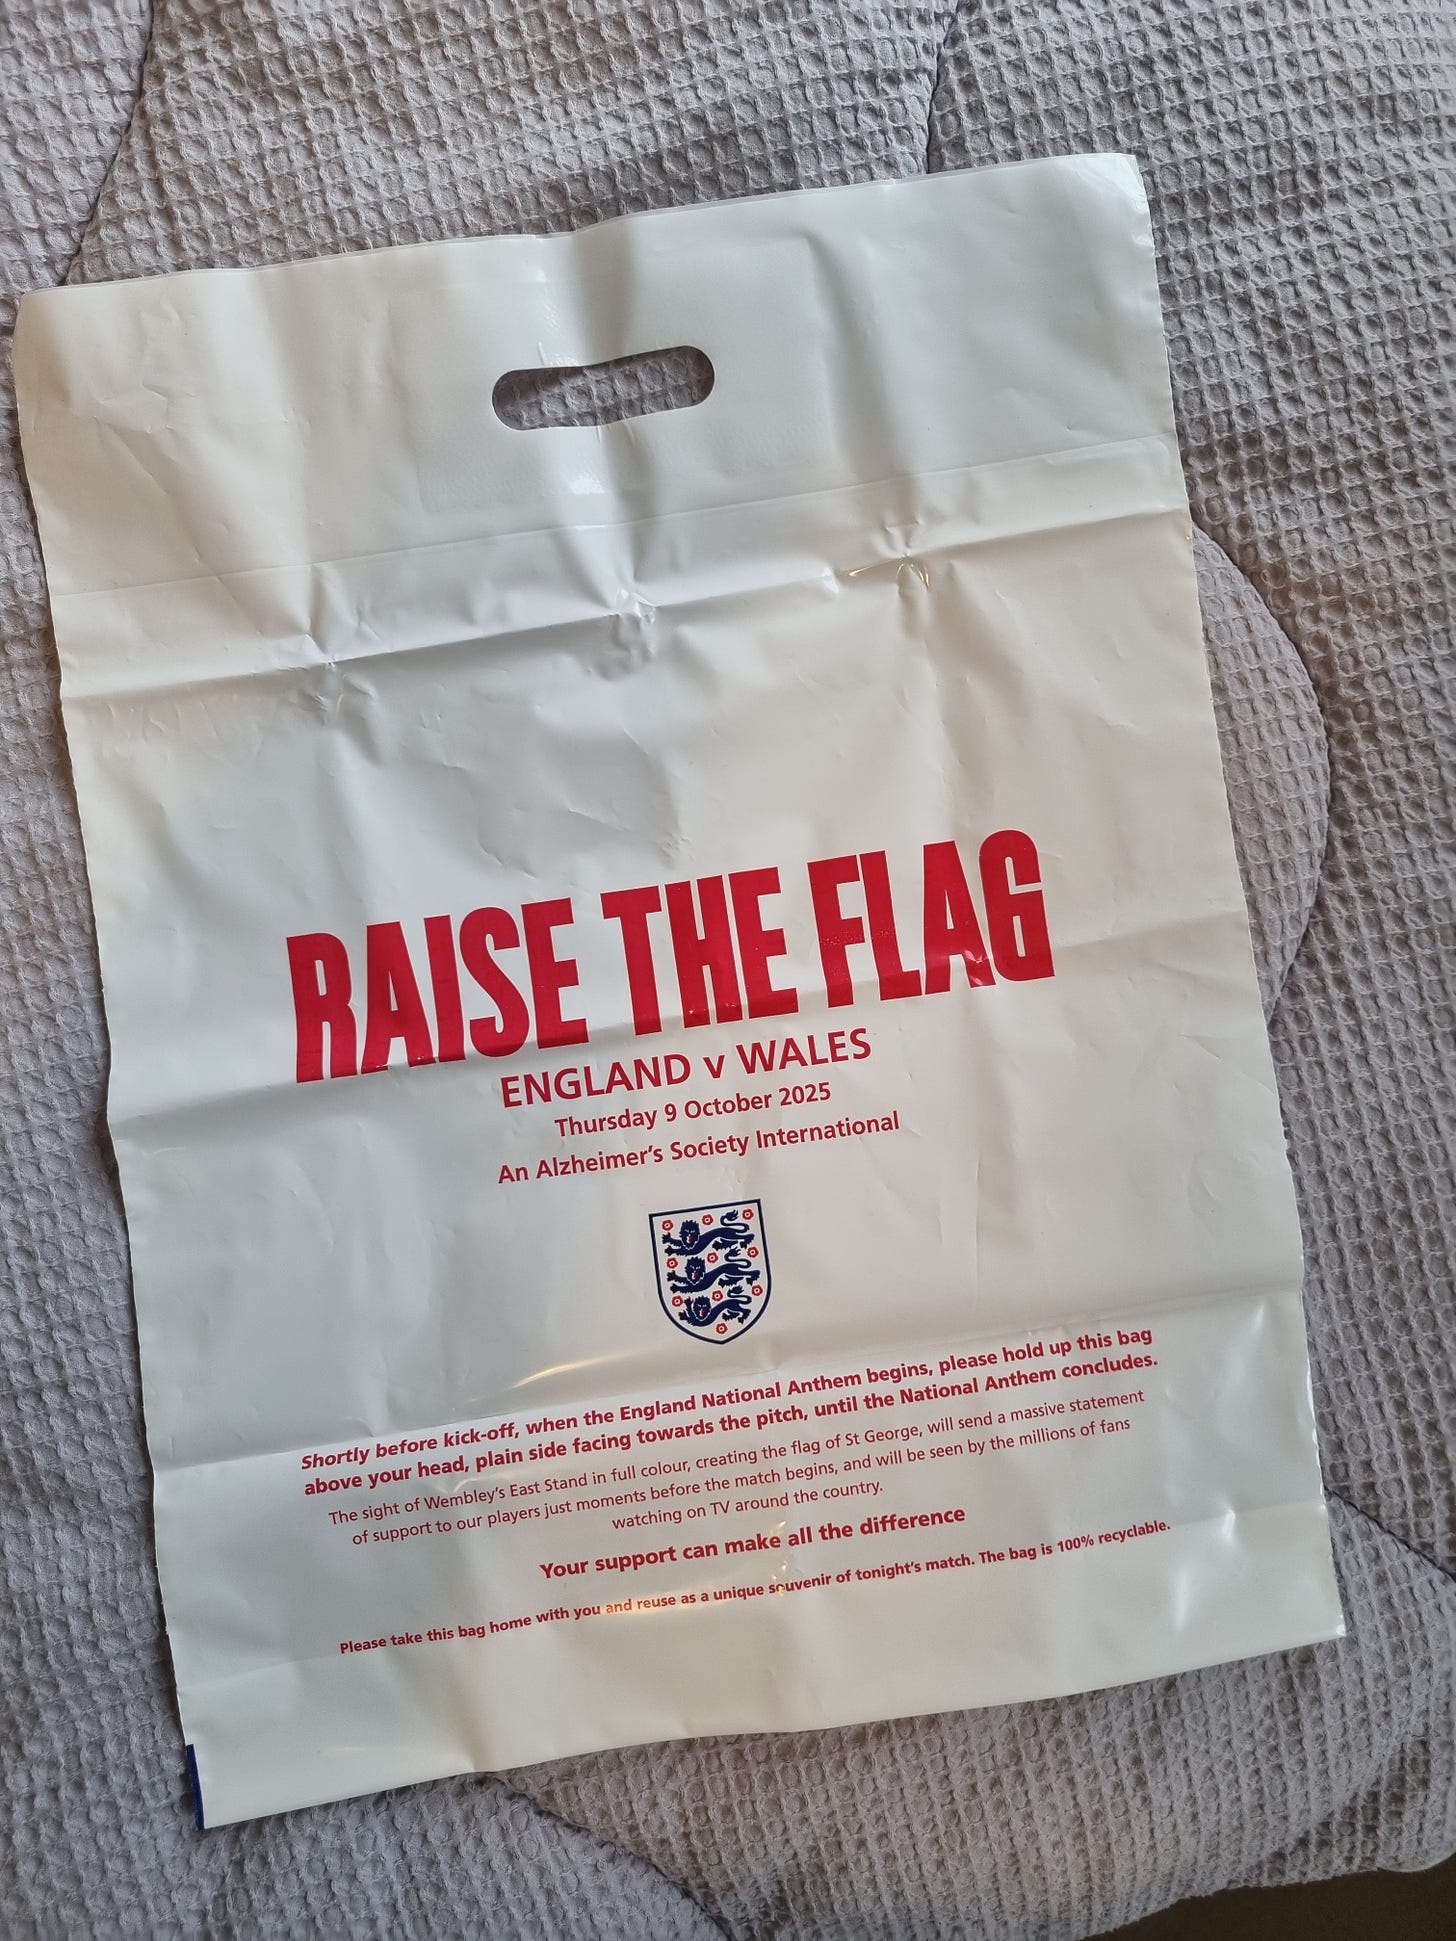 RAISE THE FLAG
ENGLAND v WALES
Thursday 9 October 2025
An Alzheimer's Society International
Shortly before kick-off, when the England National Anthem begins, please hold up this bag
above your head, plain side facing towards the pitch, until the National Anthem concludes.
The sight of Wembley's East Stand in full colour, creating the flag of St George, will send a massive statement
of support to our players just moments before the match begins, and will be seen by the millions of fans
watching on TV around the country.
Your support can make all the difference
Please take this bag home with you and reuse as a unique souvenir of tonight's match. The bag is 100% recyclable.